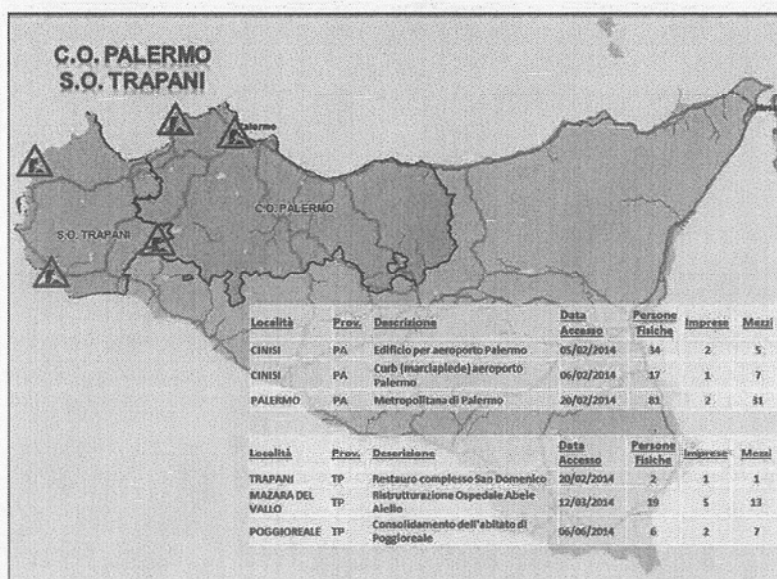 C.O. PALERMO
S.O. TRAPANI
Palermo
C.O. PALERMO
S.O. TRAPANI
Località Prov. Descrizione Data Accesso Persone Fisiche Imprese Mezzi
CINISI PA Edificio per aeroporto Palermo 05/02/2014 34 2 5
CINISI PA Curb (marciapiede) aeroporto Palermo 06/02/2014 17 1 7
PALERMO PA Metropolitana di Palermo 20/02/2014 81 2 31
Località Prov. Descrizione Data Accesso Persone Fisiche Imprese Mezzi
TRAPANI TP Restauro complesso San Domenico 20/02/2014 2 1 1
MAZARA DEL VALLO TP Ristrutturazione Ospedale Abele Aiello 12/03/2014 19 5 13
POGGIOREALE TP Consolidamento dell'abitato di Poggioreale 06/06/2014 6 2 7